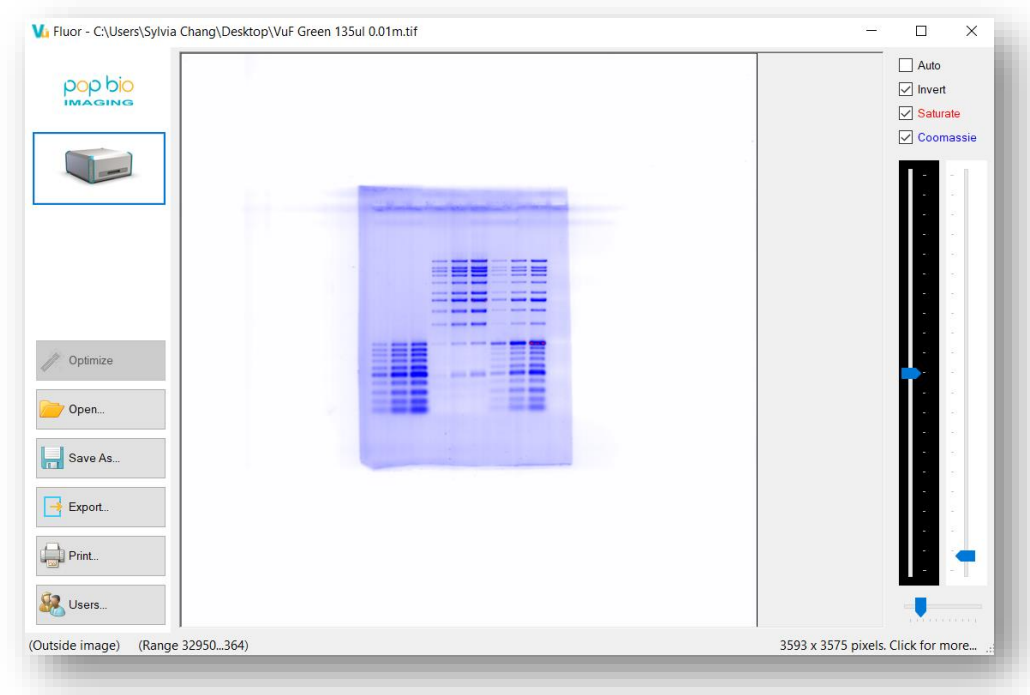 Vu Fluor - C:\Users\Sylvia Chang\Desktop\VuF Green 135ul 0.01m.tif
pop bio
IMAGING
Auto
Invert
Saturate
Coomassie
Optimize
Open...
Save As...
Export...
Print...
Users...
(Outside image) (Range 32950...364)
3593 x 3575 pixels. Click for more...